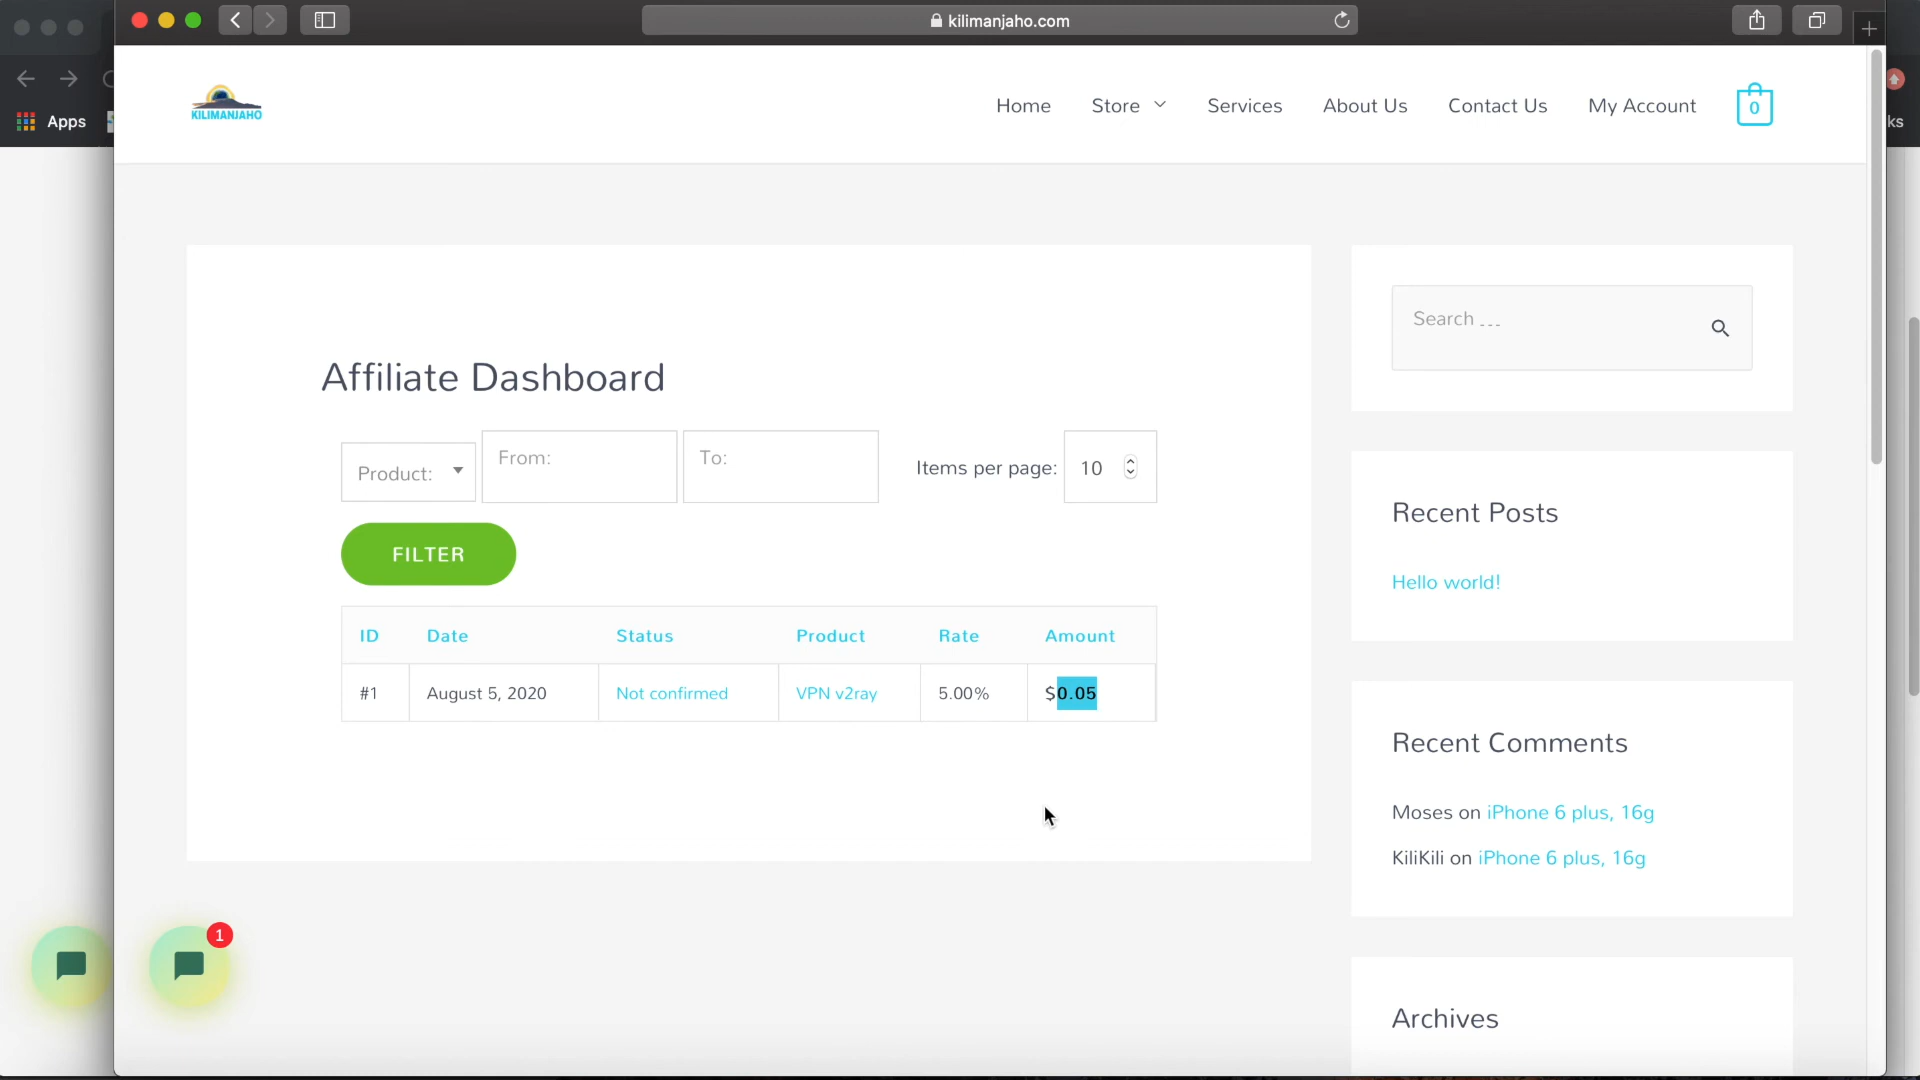 kilimanjaho.com
Apps
ks
KILIMANJAHO
Home
Store
Services
About Us
Contact Us
My Account
0
Affiliate Dashboard
Product:
From:
To:
Items per page:
10
FILTER
ID Date Status Product Rate Amount
#1 August 5, 2020 Not confirmed VPN v2ray 5.00% $0.05
Search ...
Recent Posts
Hello world!
Recent Comments
Moses on iPhone 6 plus, 16g
KiliKili on iPhone 6 plus, 16g
Archives
1